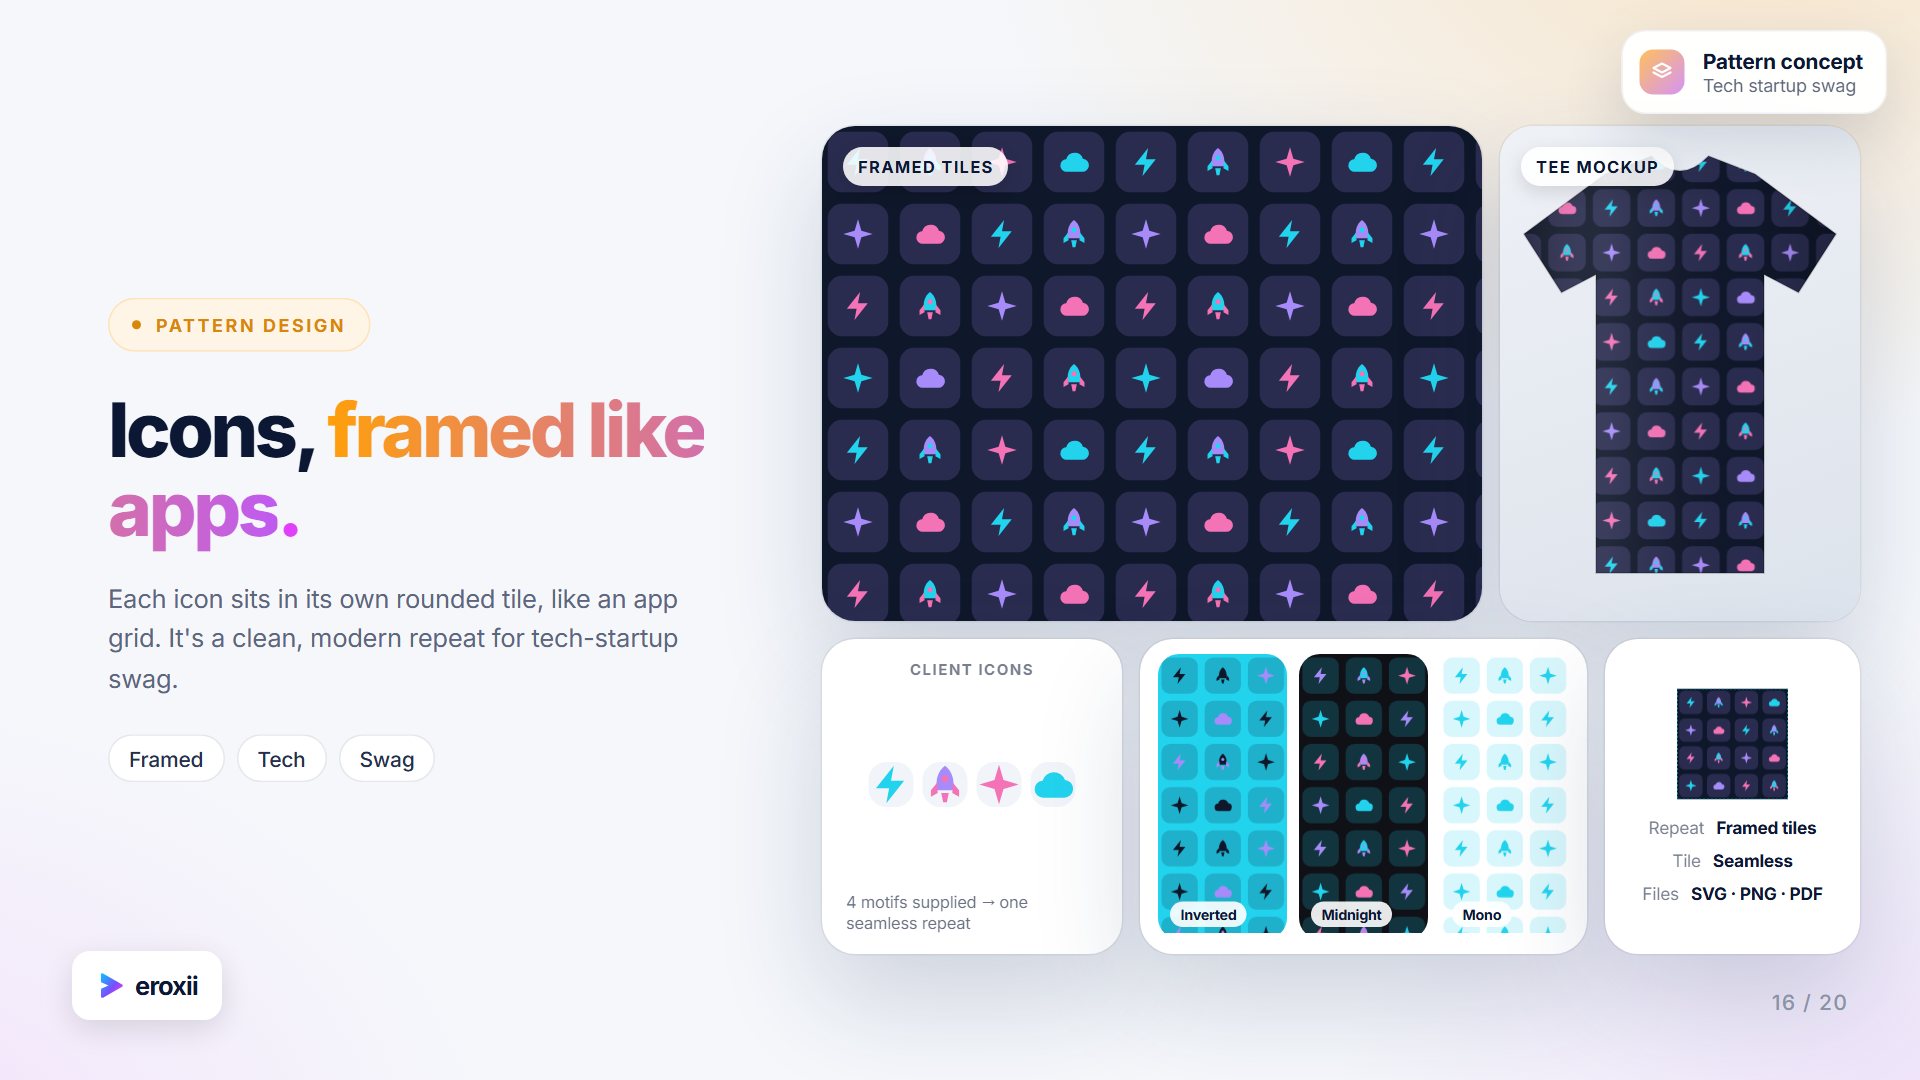 Pattern concept
Tech startup swag
FRAMED TILES
TEE MOCKUP
PATTERN DESIGN
Icons, framed like
apps.
Each icon sits in its own rounded tile, like an app
grid. It's a clean, modern repeat for tech-startup
swag.
Framed
Tech
Swag
CLIENT ICONS
4 motifs supplied → one
seamless repeat
Inverted
Midnight
Mono
Repeat Framed tiles
Tile Seamless
Files SVG · PNG · PDF
eroxii
16 / 20